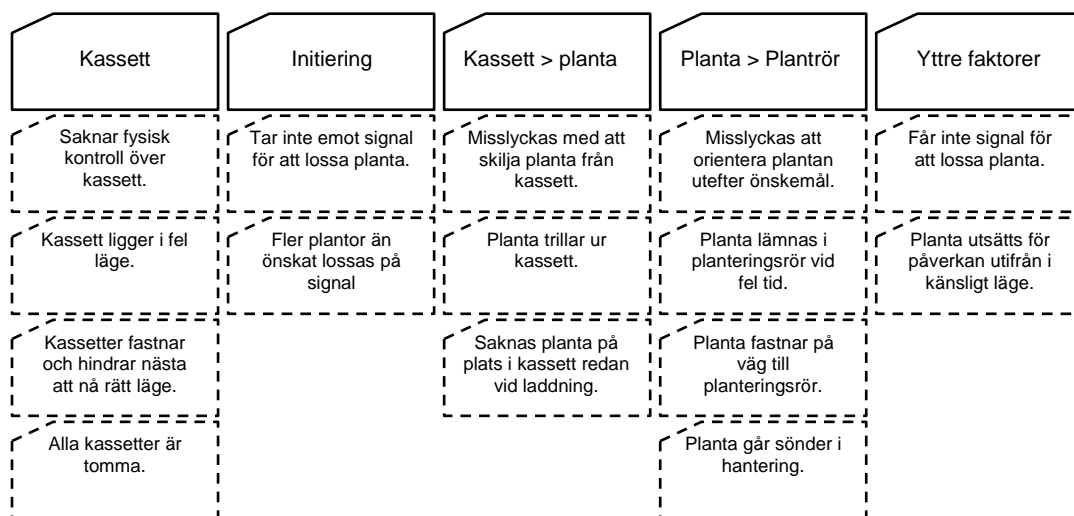 Kassett
Initiering
Kassett > planta
Planta > Plantrör
Yttre faktorer
Saknar fysisk
kontroll över
kassett.
Tar inte emot signal
för att lossa planta.
Misslyckas med att
skilja planta från
kassett.
Misslyckas att
orientera plantan
utefter önskemål.
Får inte signal för
att lossa planta.
Kassett ligger i fel
läge.
Fler plantor än
önskat lossas på
signal
Planta trillar ur
kassett.
Planta lämnas i
planteringsrör vid
fel tid.
Planta utsätts för
påverkan utifrån i
känsligt läge.
Kassetter fastnar
och hindrar nästa
att nå rätt läge.
Saknas planta på
plats i kassett redan
vid laddning.
Planta fastnar på
väg till
planteringsrör.
Alla kassetter är
tomma.
Planta går sönder i
hantering.